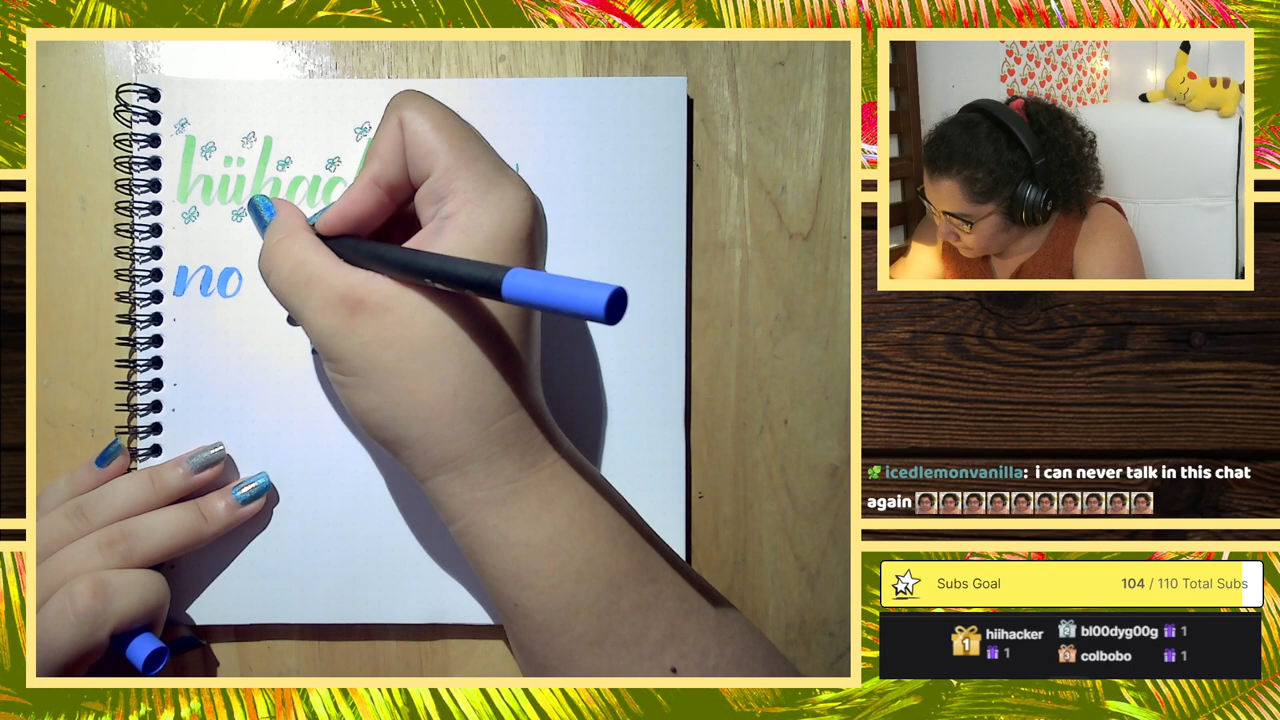 no
icedlemonvanilla: i can never talk in this chat
again
Subs Goal
104 / 110 Total Subs
hiihacker
1
bl00dyg00g 1
colbobo 1